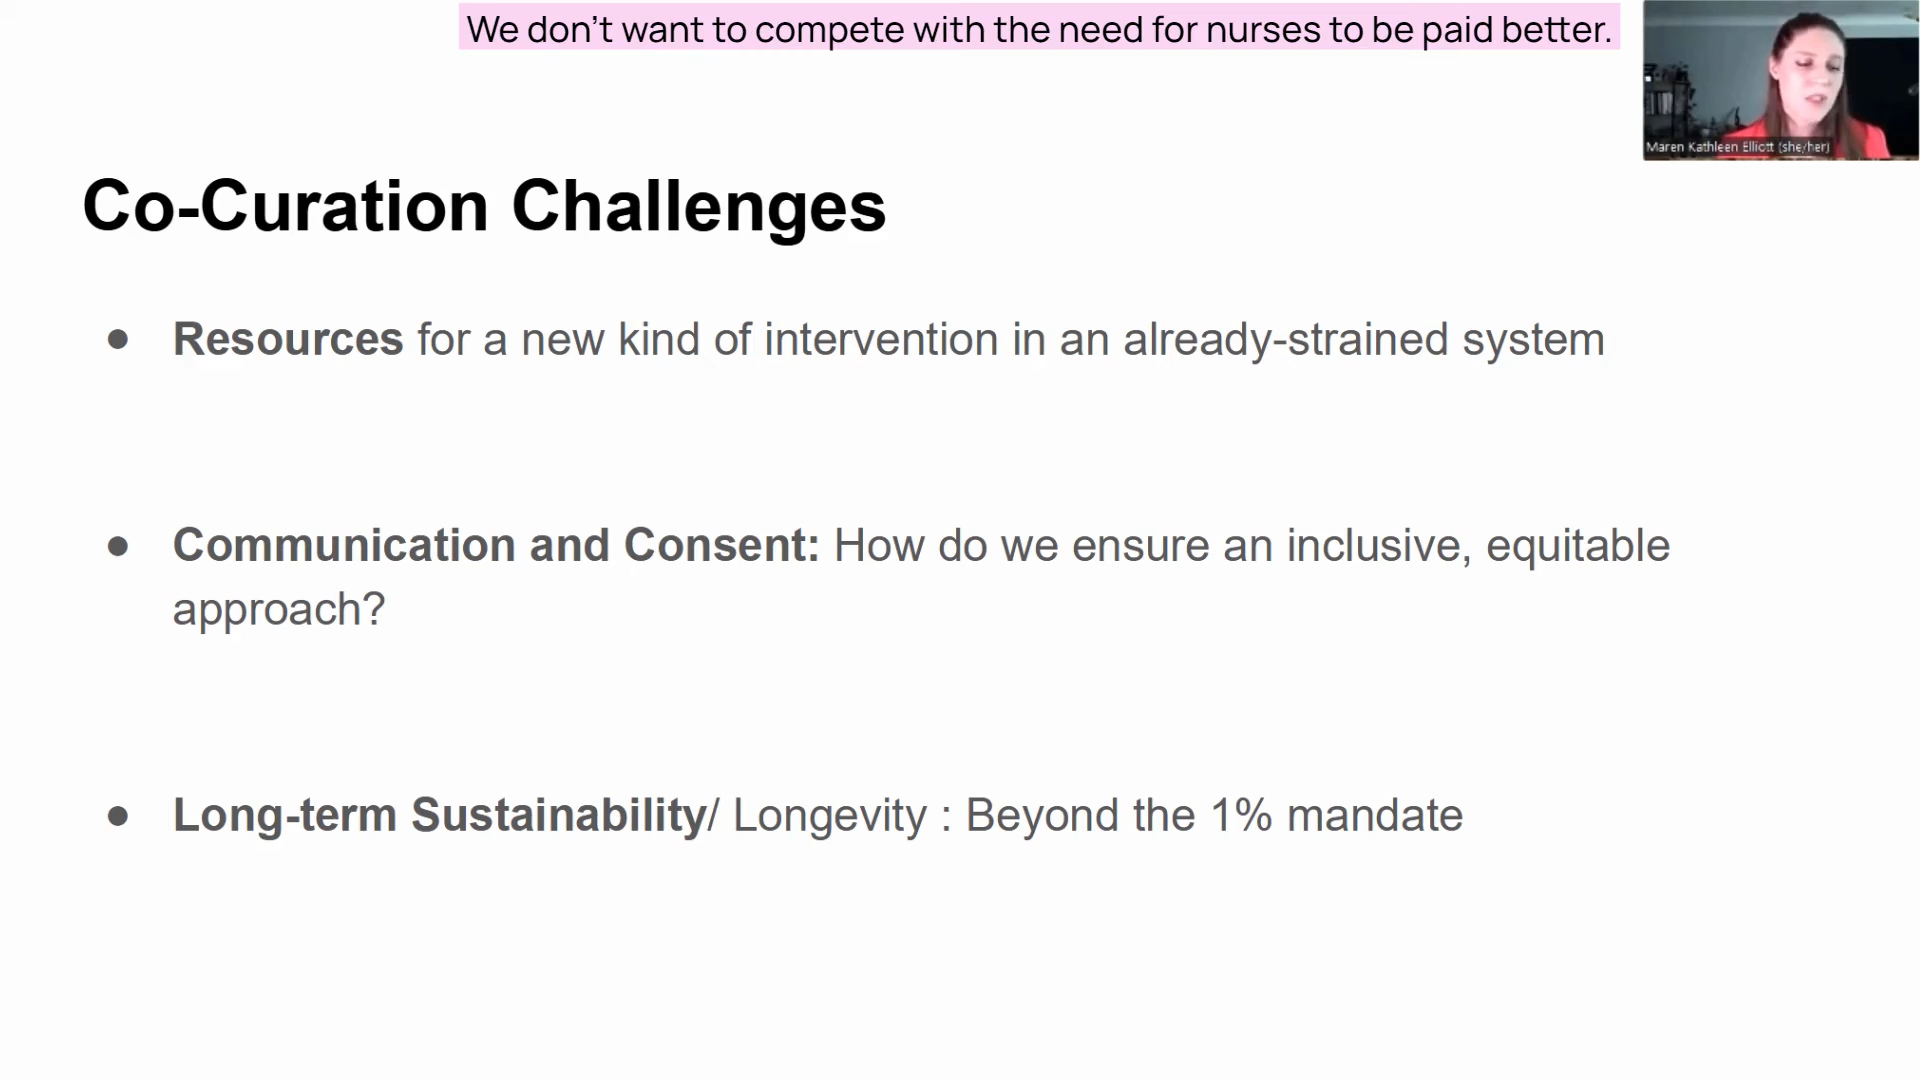 We don’t want to compete with the need for nurses to be paid better.
Maren Kathleen Elliott (she/her)
Co-Curation Challenges
● Resources for a new kind of intervention in an already-strained system
● Communication and Consent: How do we ensure an inclusive, equitable
approach?
● Long-term Sustainability/ Longevity : Beyond the 1% mandate